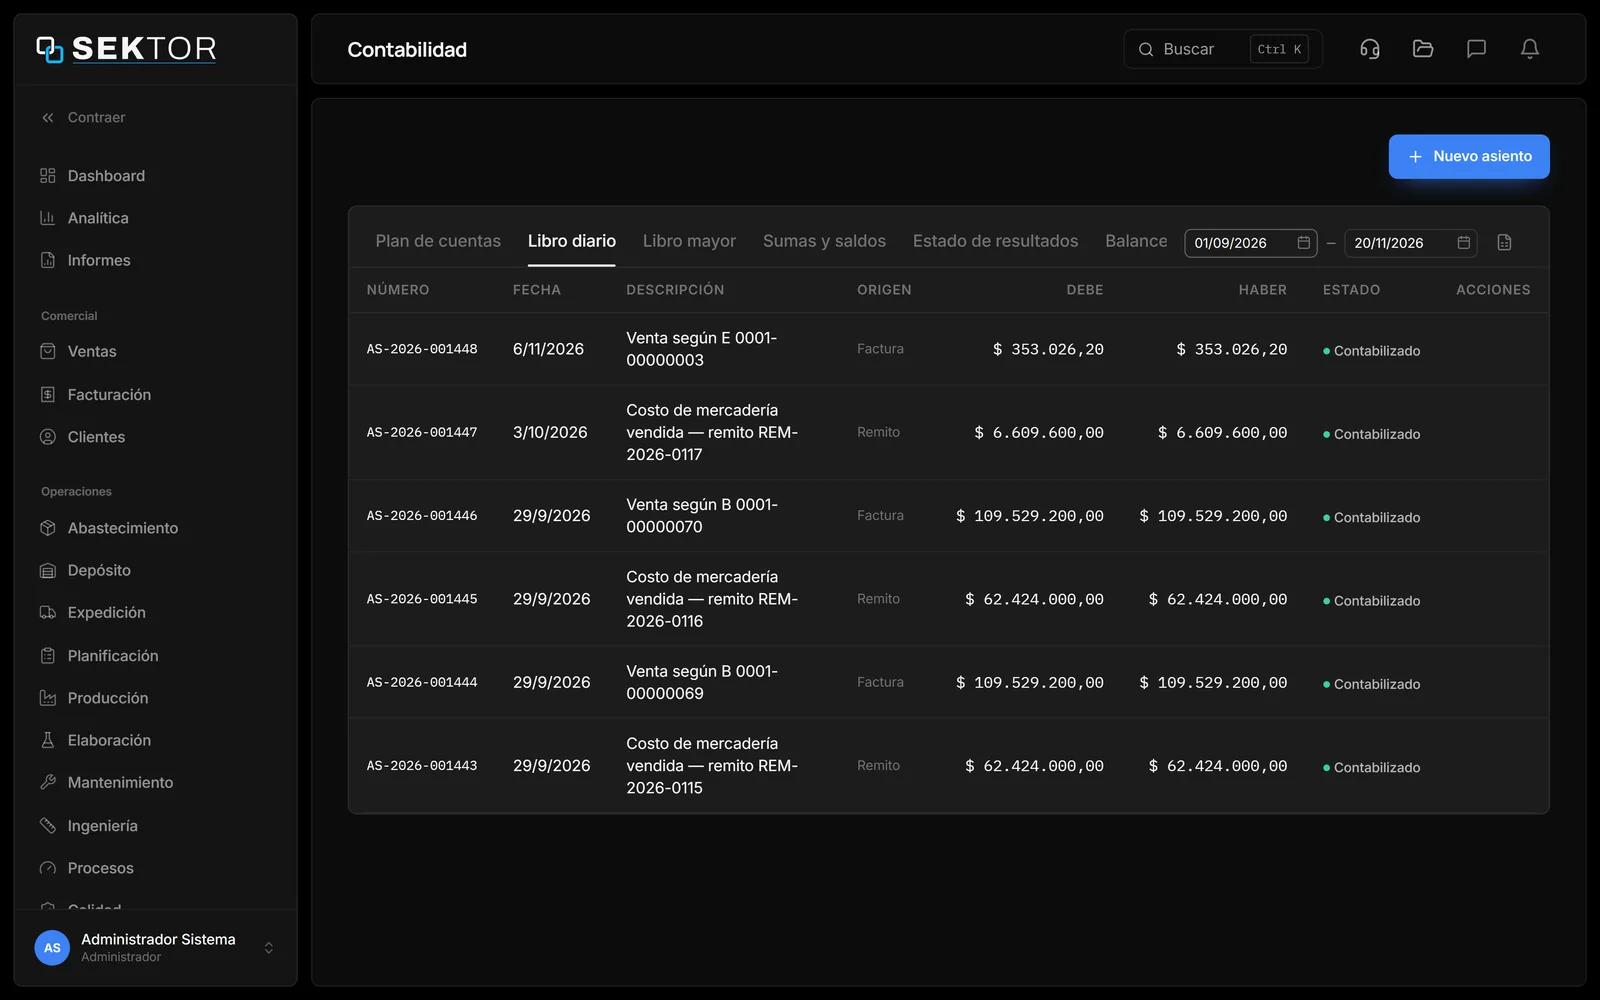 SEKTOR
Contraer
Dashboard
Analítica
Informes
Comercial
Ventas
Facturación
Clientes
Operaciones
Abastecimiento
Depósito
Expedición
Planificación
Producción
Elaboración
Mantenimiento
Ingeniería
Procesos
Calidad
AS
Administrador Sistema
Administrador
Contabilidad
Buscar Ctrl K
+ Nuevo asiento
Plan de cuentas Libro diario Libro mayor Sumas y saldos Estado de resultados Balance 01/09/2026 – 20/11/2026
NÚMERO FECHA DESCRIPCIÓN ORIGEN DEBE HABER ESTADO ACCIONES
AS-2026-001448 6/11/2026 Venta según E 0001-
00000003 Factura $ 353.026,20 $ 353.026,20 Contabilizado
AS-2026-001447 3/10/2026 Costo de mercadería
vendida — remito REM-
2026-0117 Remito $ 6.609.600,00 $ 6.609.600,00 Contabilizado
AS-2026-001446 29/9/2026 Venta según B 0001-
00000070 Factura $ 109.529.200,00 $ 109.529.200,00 Contabilizado
AS-2026-001445 29/9/2026 Costo de mercadería
vendida — remito REM-
2026-0116 Remito $ 62.424.000,00 $ 62.424.000,00 Contabilizado
AS-2026-001444 29/9/2026 Venta según B 0001-
00000069 Factura $ 109.529.200,00 $ 109.529.200,00 Contabilizado
AS-2026-001443 29/9/2026 Costo de mercadería
vendida — remito REM-
2026-0115 Remito $ 62.424.000,00 $ 62.424.000,00 Contabilizado